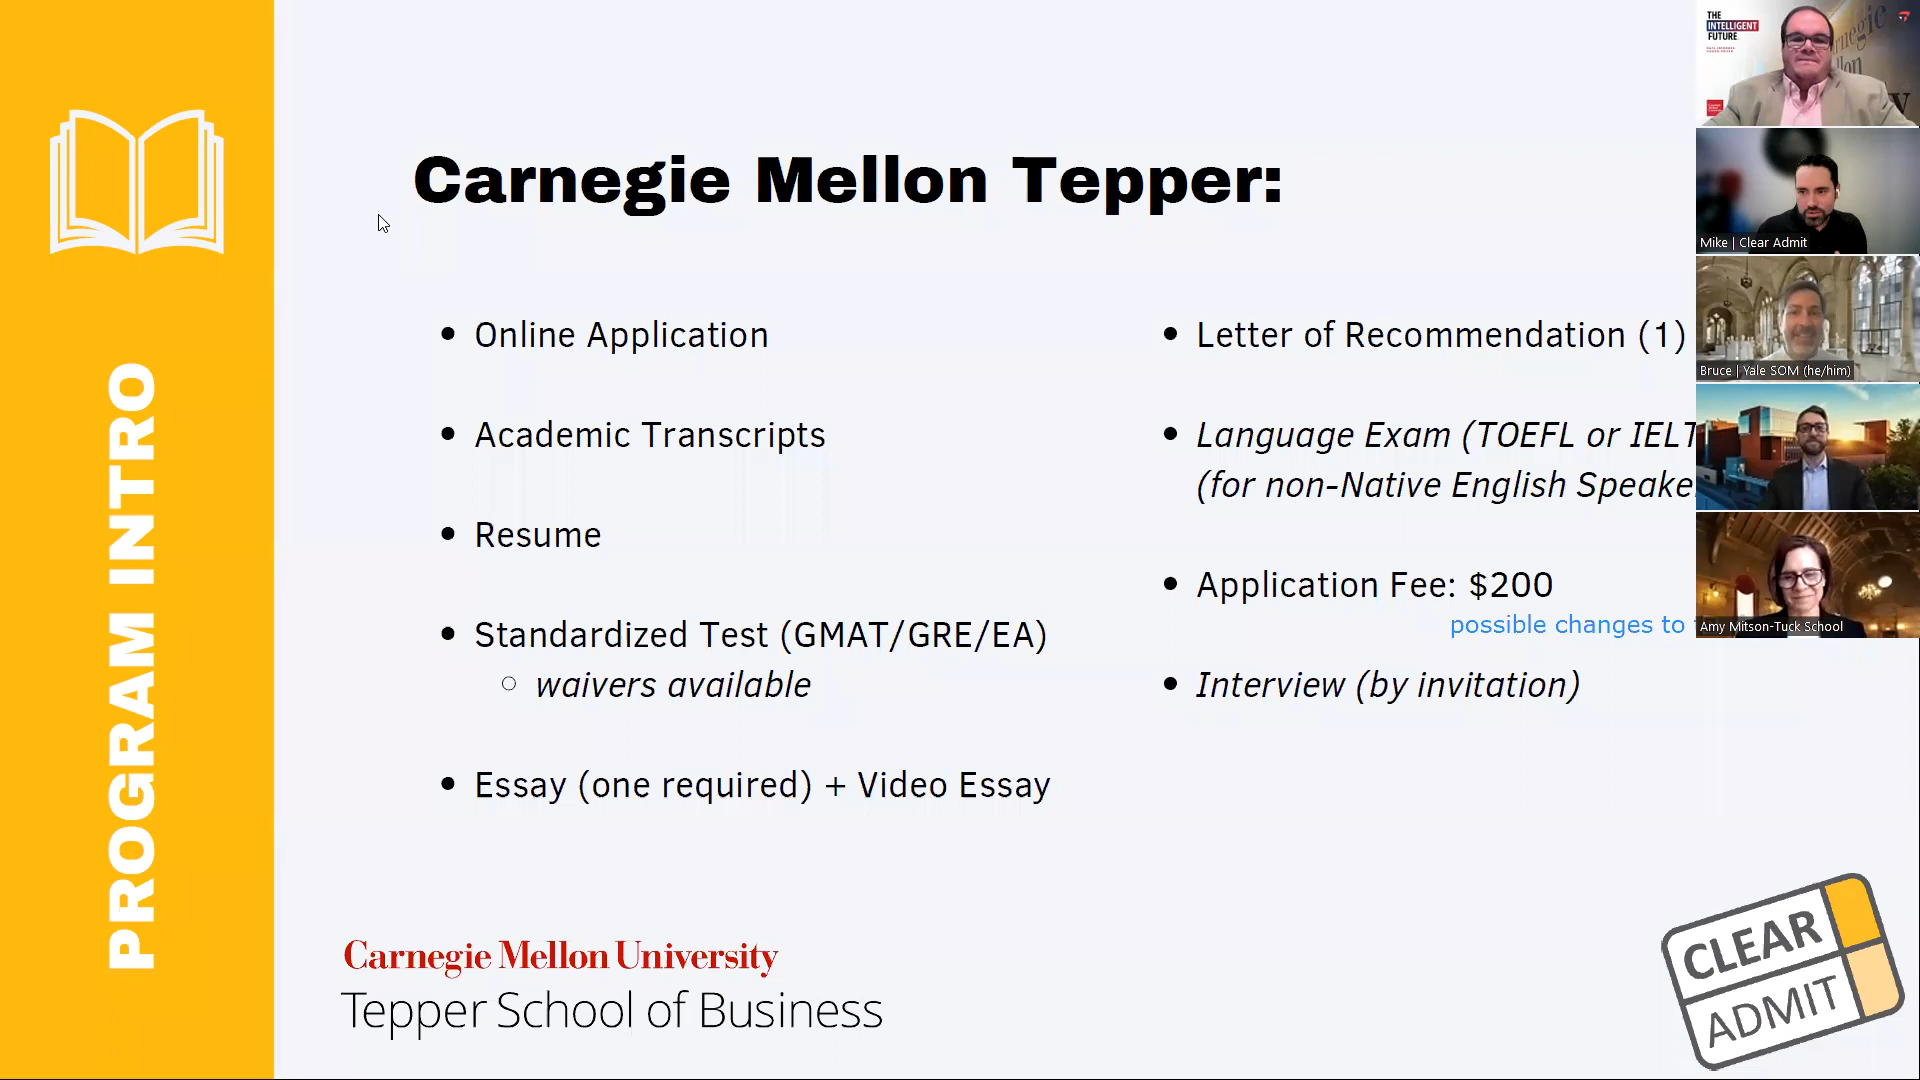 PROGRAM INTRO
Carnegie Mellon Tepper:
• Online Application
• Academic Transcripts
• Resume
• Standardized Test (GMAT/GRE/EA)
○ waivers available
• Essay (one required) + Video Essay
• Letter of Recommendation (1)
• Language Exam (TOEFL or IELT
(for non-Native English Speake
• Application Fee: $200
possible changes to
• Interview (by invitation)
Carnegie Mellon University
Tepper School of Business
CLEAR
ADMIT
THE
INTELLIGENT
FUTURE
Mike | Clear Admit
Bruce | Yale SOM (he/him)
Amy Mitson-Tuck School